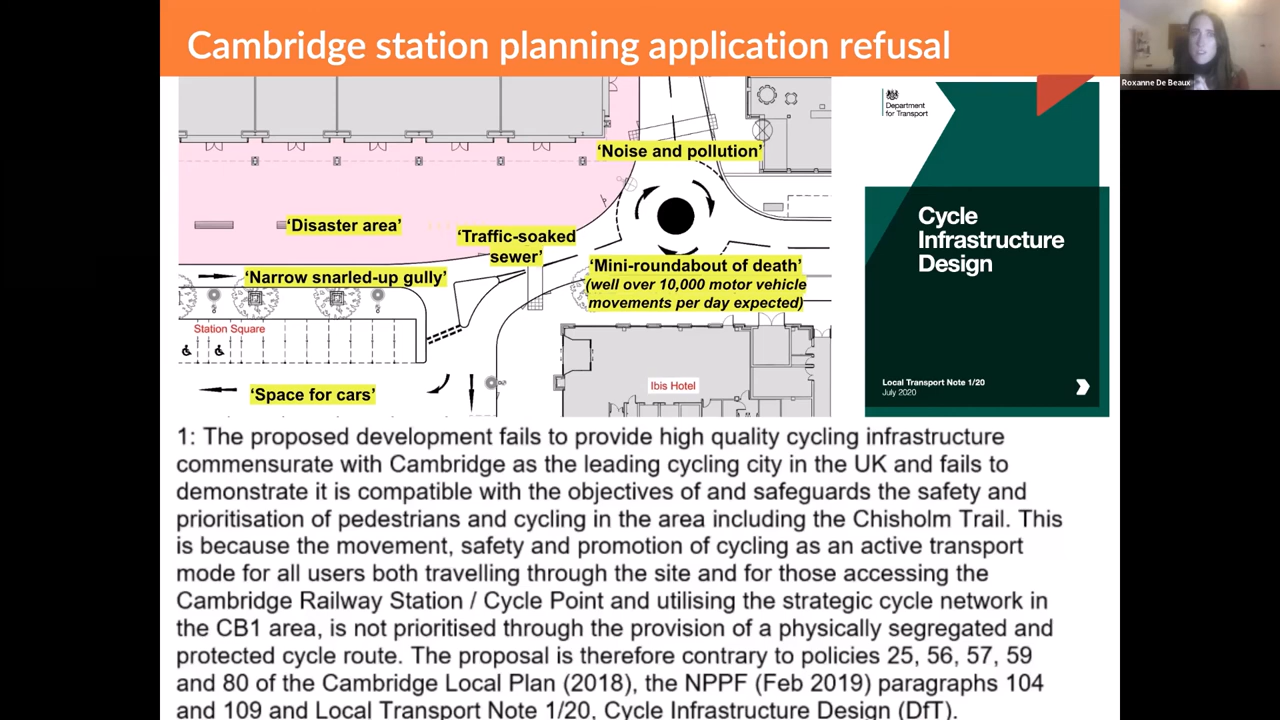 Cambridge station planning application refusal
Roxanne De Beaux
‘Noise and pollution’
‘Disaster area’
‘Traffic-soaked
sewer’
‘Narrow snarled-up gully’
‘Mini-roundabout of death’
(well over 10,000 motor vehicle
movements per day expected)
Station Square
Ibis Hotel
‘Space for cars’
Department
for Transport
Cycle
Infrastructure
Design
Local Transport Note 1/20
July 2020
1: The proposed development fails to provide high quality cycling infrastructure
commensurate with Cambridge as the leading cycling city in the UK and fails to
demonstrate it is compatible with the objectives of and safeguards the safety and
prioritisation of pedestrians and cycling in the area including the Chisholm Trail. This
is because the movement, safety and promotion of cycling as an active transport
mode for all users both travelling through the site and for those accessing the
Cambridge Railway Station / Cycle Point and utilising the strategic cycle network in
the CB1 area, is not prioritised through the provision of a physically segregated and
protected cycle route. The proposal is therefore contrary to policies 25, 56, 57, 59
and 80 of the Cambridge Local Plan (2018), the NPPF (Feb 2019) paragraphs 104
and 109 and Local Transport Note 1/20, Cycle Infrastructure Design (DfT).